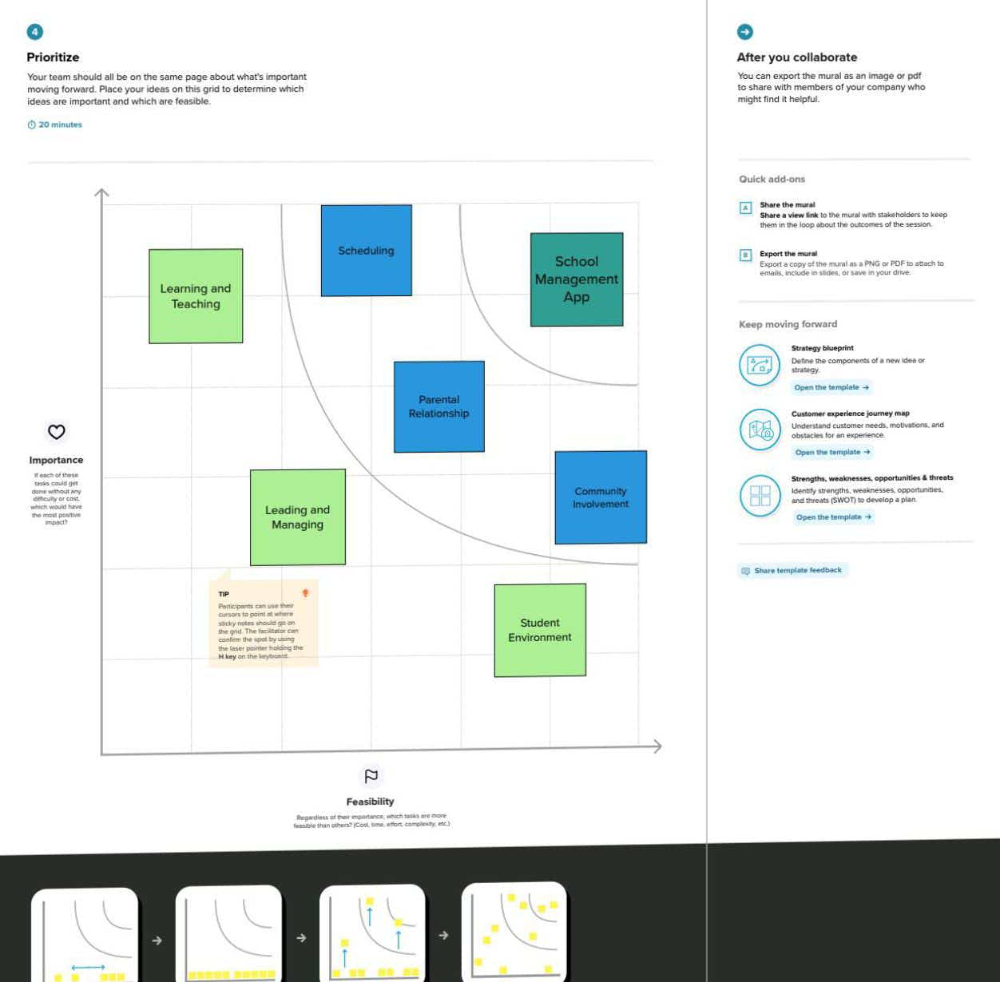 4
Prioritize
Your team should all be on the same page about what's important
moving forward. Place your ideas on this grid to determine which
ideas are important and which are feasible.
20 minutes
Learning and
Teaching
Scheduling
School
Management
App
Parental
Relationship
Leading and
Managing
Community
Involvement
Student
Environment
Importance
If each of these
tasks could get
done without any
difficulty or cost,
which would have
the most positive
impact?
TIP
Participants can use their
cursors to point at where
sticky notes should go on
the grid. The facilitator can
confirm the spot by using
the laser pointer holding the
H key on the keyboard.
Feasibility
Regardless of their importance, which tasks are more
feasible than others? (Cost, time, effort, complexity, etc.)
After you collaborate
You can export the mural as an image or pdf
to share with members of your company who
might find it helpful.
Quick add-ons
A
Share the mural
Share a view link to the mural with stakeholders to keep
them in the loop about the outcomes of the session.
B
Export the mural
Export a copy of the mural as a PNG or PDF to attach to
emails, include in slides, or save in your drive.
Keep moving forward
Strategy blueprint
Define the components of a new idea or
strategy.
Open the template →
Customer experience journey map
Understand customer needs, motivations, and
obstacles for an experience.
Open the template →
Strengths, weaknesses, opportunities & threats
Identify strengths, weaknesses, opportunities,
and threats (SWOT) to develop a plan.
Open the template →
Share template feedback